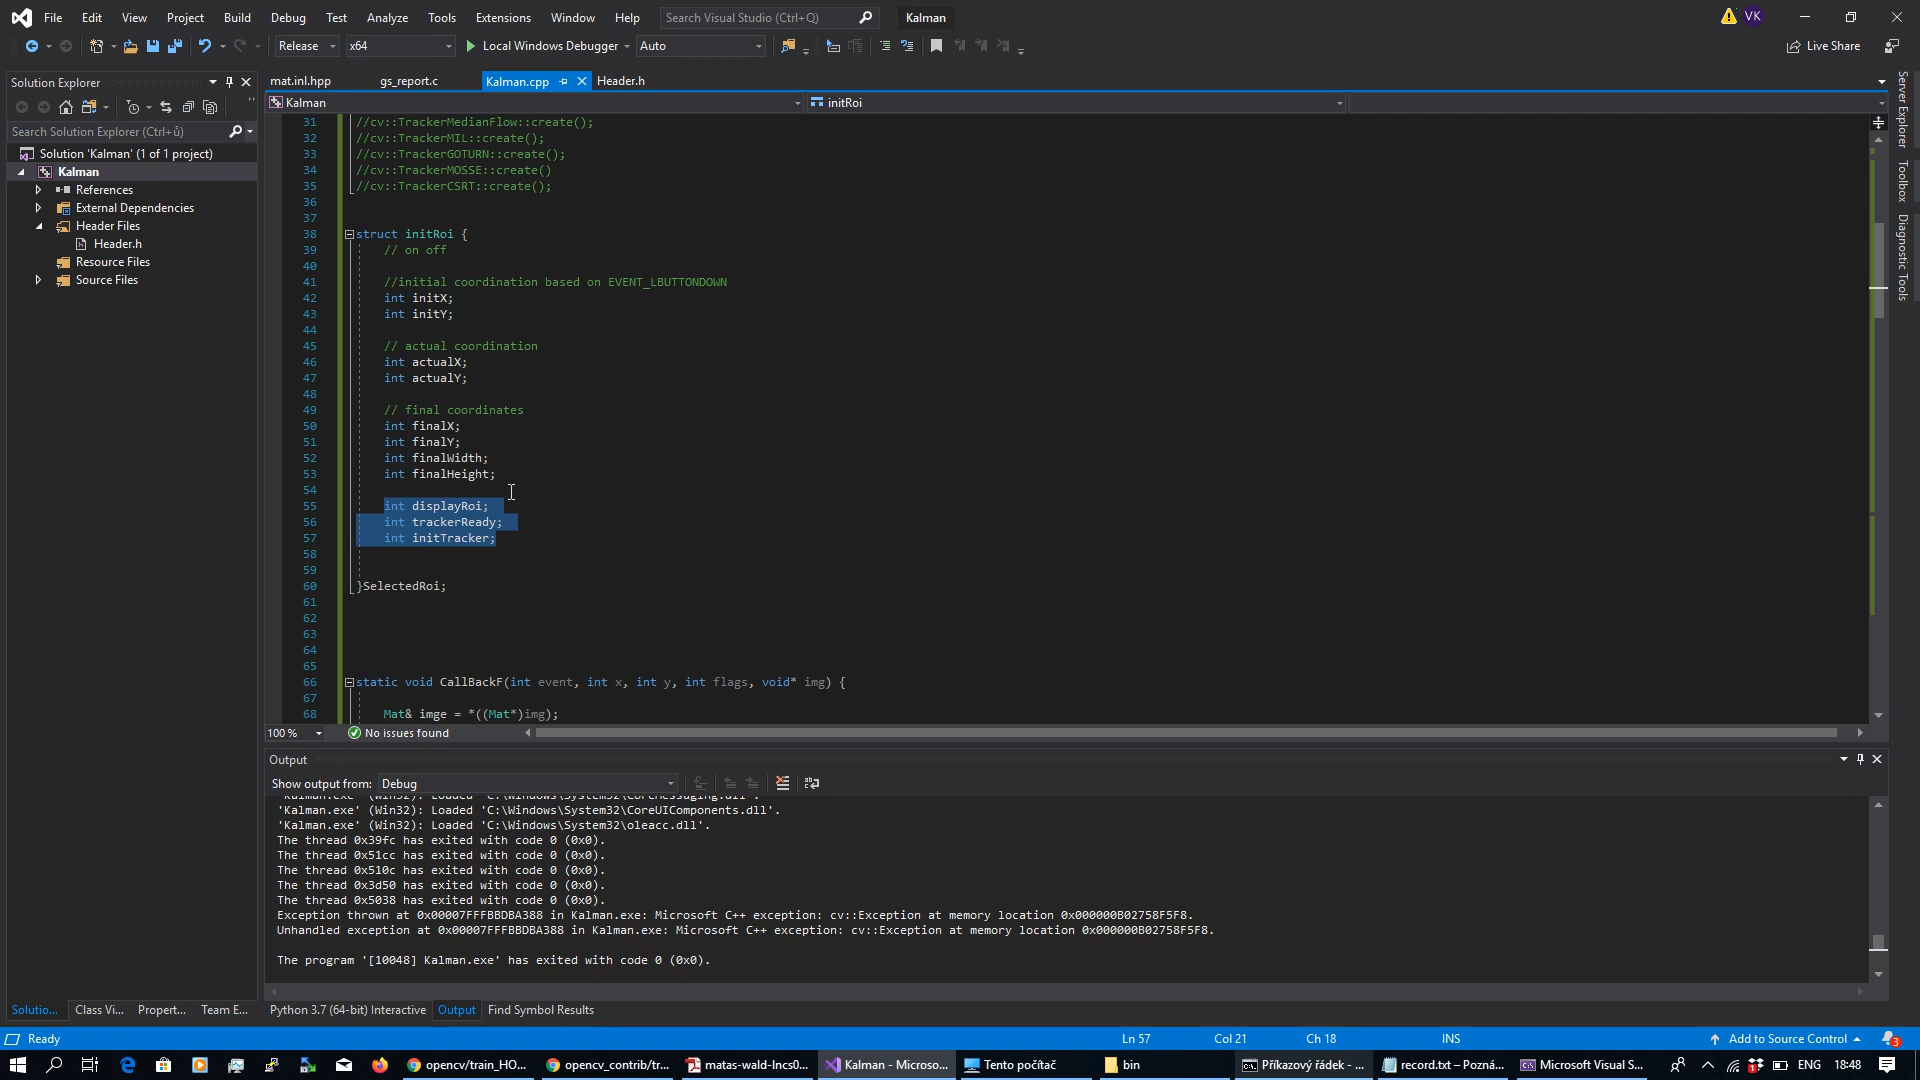 File Edit View Project Build Debug Test Analyze Tools Extensions Window Help Search Visual Studio (Ctrl+Q) Kalman VK
Release x64 Local Windows Debugger Auto Live Share
Solution Explorer
Search Solution Explorer (Ctrl+ů)
Solution 'Kalman' (1 of 1 project)
Kalman
References
External Dependencies
Header Files
Header.h
Resource Files
Source Files
mat.inl.hpp gs_report.c Kalman.cpp Header.h
Kalman initRoi
31 //cv::TrackerMedianFlow::create();
32 //cv::TrackerMIL::create();
33 //cv::TrackerGOTURN::create();
34 //cv::TrackerMOSSE::create()
35 //cv::TrackerCSRT::create();
36
37
38 struct initRoi {
39 // on off
40
41 //initial coordination based on EVENT_LBUTTONDOWN
42 int initX;
43 int initY;
44
45 // actual coordination
46 int actualX;
47 int actualY;
48
49 // final coordinates
50 int finalX;
51 int finalY;
52 int finalWidth;
53 int finalHeight;
54
55 int displayRoi;
56 int trackerReady;
57 int initTracker;
58
59
60 }SelectedRoi;
61
62
63
64
65
66 static void CallBackF(int event, int x, int y, int flags, void* img) {
67
68 Mat& imge = *((Mat*)img);
100 % No issues found
Output
Show output from: Debug
'Kalman.exe' (Win32): Loaded 'C:\Windows\System32\CoreMessaging.dll'.
'Kalman.exe' (Win32): Loaded 'C:\Windows\System32\CoreUIComponents.dll'.
'Kalman.exe' (Win32): Loaded 'C:\Windows\System32\oleacc.dll'.
The thread 0x39fc has exited with code 0 (0x0).
The thread 0x51cc has exited with code 0 (0x0).
The thread 0x510c has exited with code 0 (0x0).
The thread 0x3d50 has exited with code 0 (0x0).
The thread 0x5038 has exited with code 0 (0x0).
Exception thrown at 0x00007FFFBBDBA388 in Kalman.exe: Microsoft C++ exception: cv::Exception at memory location 0x000000B02758F5F8.
Unhandled exception at 0x00007FFFBBDBA388 in Kalman.exe: Microsoft C++ exception: cv::Exception at memory location 0x000000B02758F5F8.
The program '[10048] Kalman.exe' has exited with code 0 (0x0).
Solutio... Class Vi... Propert... Team E... Python 3.7 (64-bit) Interactive Output Find Symbol Results
Server Explorer
Toolbox
Diagnostic Tools
Ready Ln 57 Col 21 Ch 18 INS Add to Source Control 3
opencv/train_HO... opencv_contrib/tr... matas-wald-lncs0... Kalman - Microso... Tento počítač bin Příkazový řádek - ... record.txt – Pozná... Microsoft Visual S... ENG 18:48